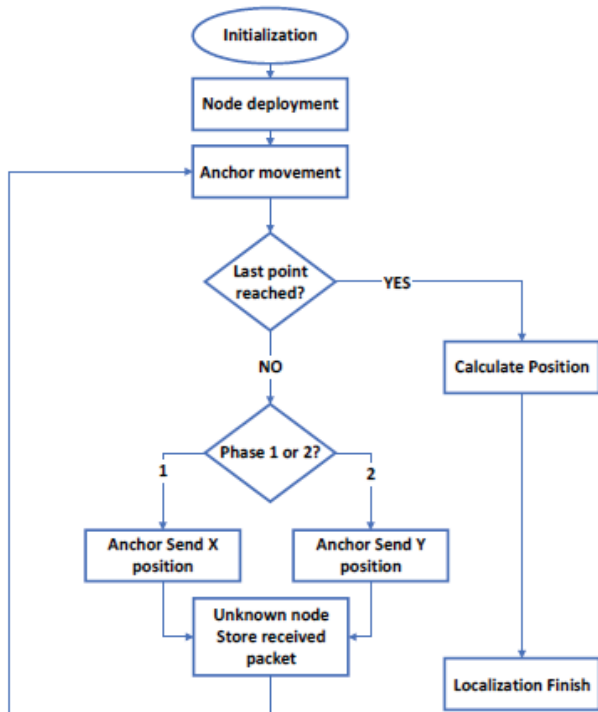 Initialization
Node deployment
Anchor movement
Last point
reached?
YES
Calculate Position
NO
Phase 1 or 2?
1
2
Anchor Send X
position
Anchor Send Y
position
Unknown node
Store received
packet
Localization Finish